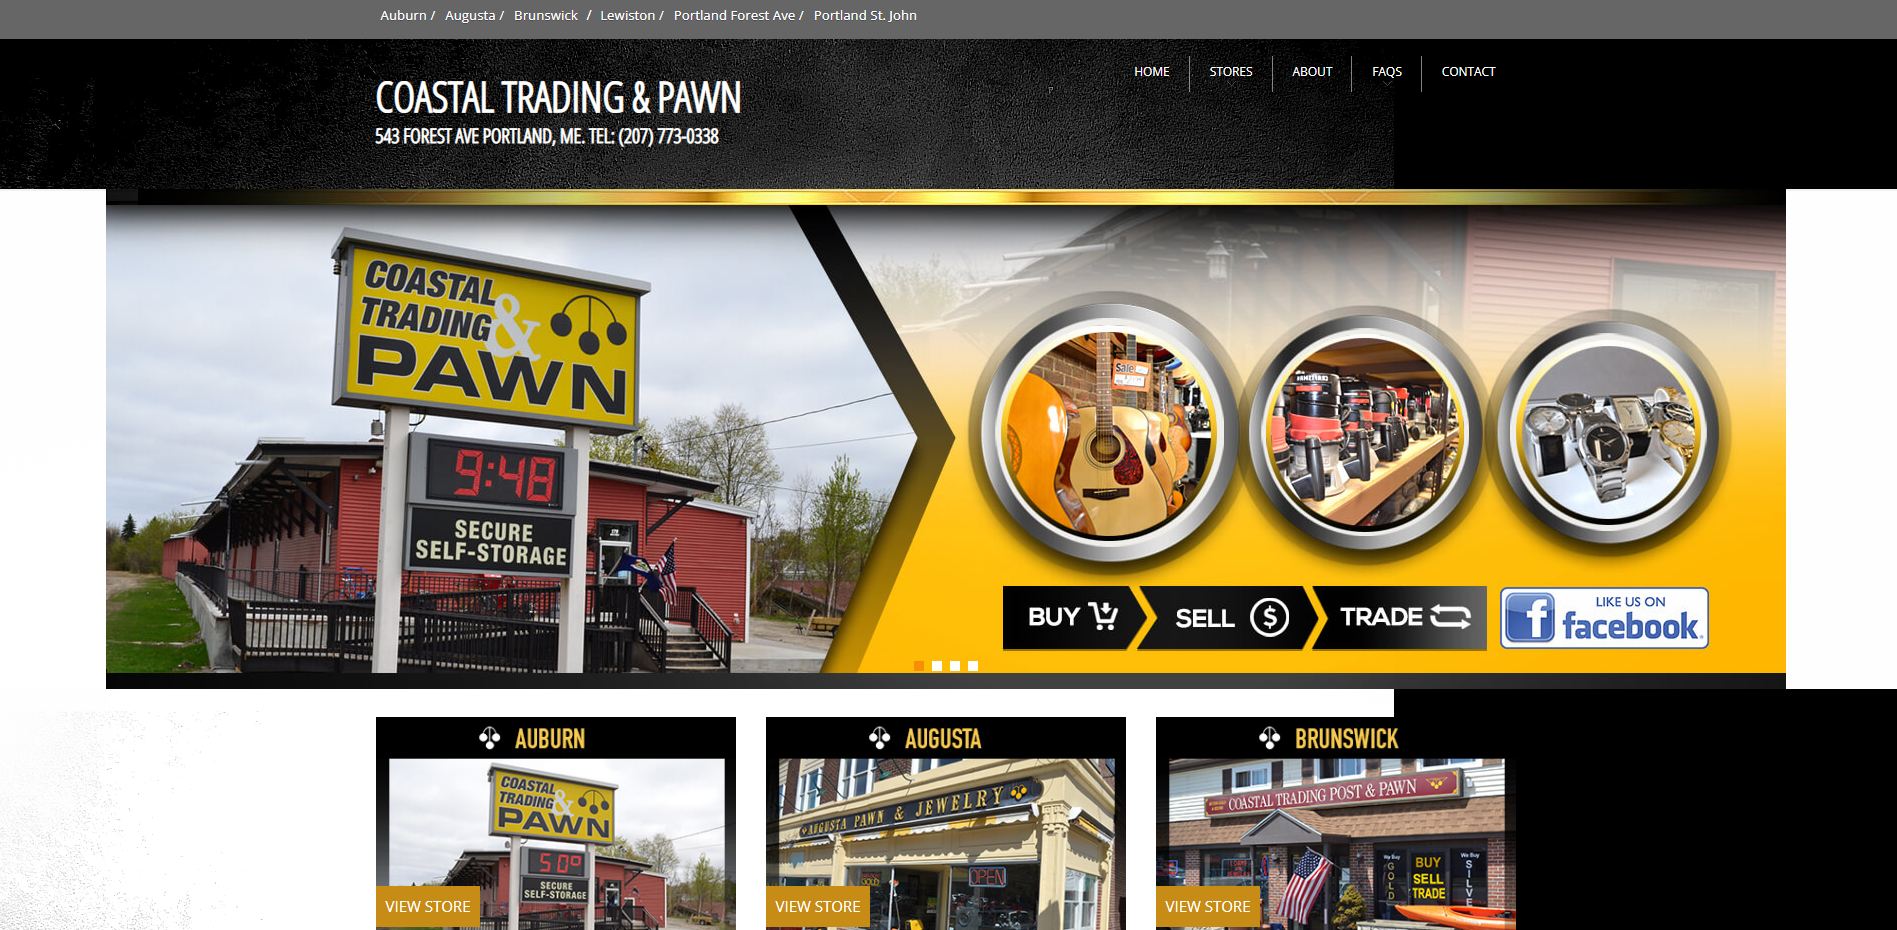 Auburn / Augusta / Brunswick / Lewiston / Portland Forest Ave / Portland St. John
HOME STORES ABOUT FAQS CONTACT
COASTAL TRADING & PAWN
543 FOREST AVE PORTLAND, ME. TEL: (207) 773-0338
COASTAL
TRADING &
PAWN
9:48
SECURE
SELF-STORAGE
Sale
BUY SELL $ TRADE
LIKE US ON
facebook
AUBURN
COASTAL
TRADING &
PAWN
50°
SECURE
SELF-STORAGE
VIEW STORE
AUGUSTA
AUGUSTA PAWN & JEWELRY
OPEN
VIEW STORE
BRUNSWICK
COASTAL TRADING POST & PAWN
We Buy
GOLD
BUY
SELL
TRADE
We Buy
SILVE
VIEW STORE